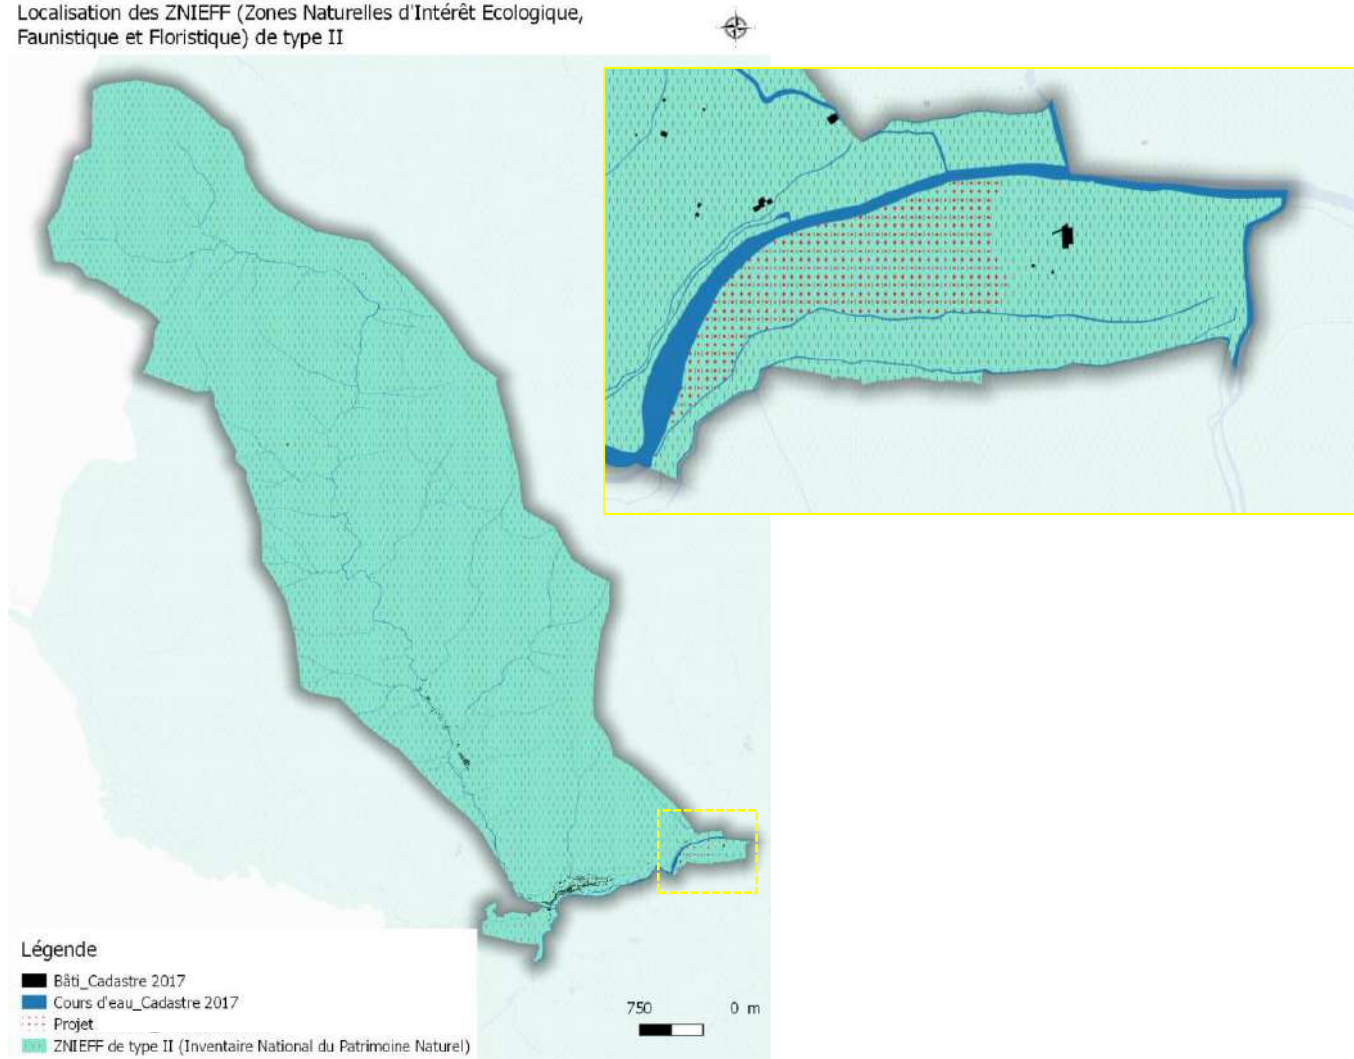 Localisation des ZNIEFF (Zones Naturelles d'Intérêt Ecologique,
Faunistique et Floristique) de type II
Légende
Bâti_Cadastre 2017
Cours d'eau_Cadastre 2017
Projet
ZNIEFF de type II (Inventaire National du Patrimoine Naturel)
750 0 m